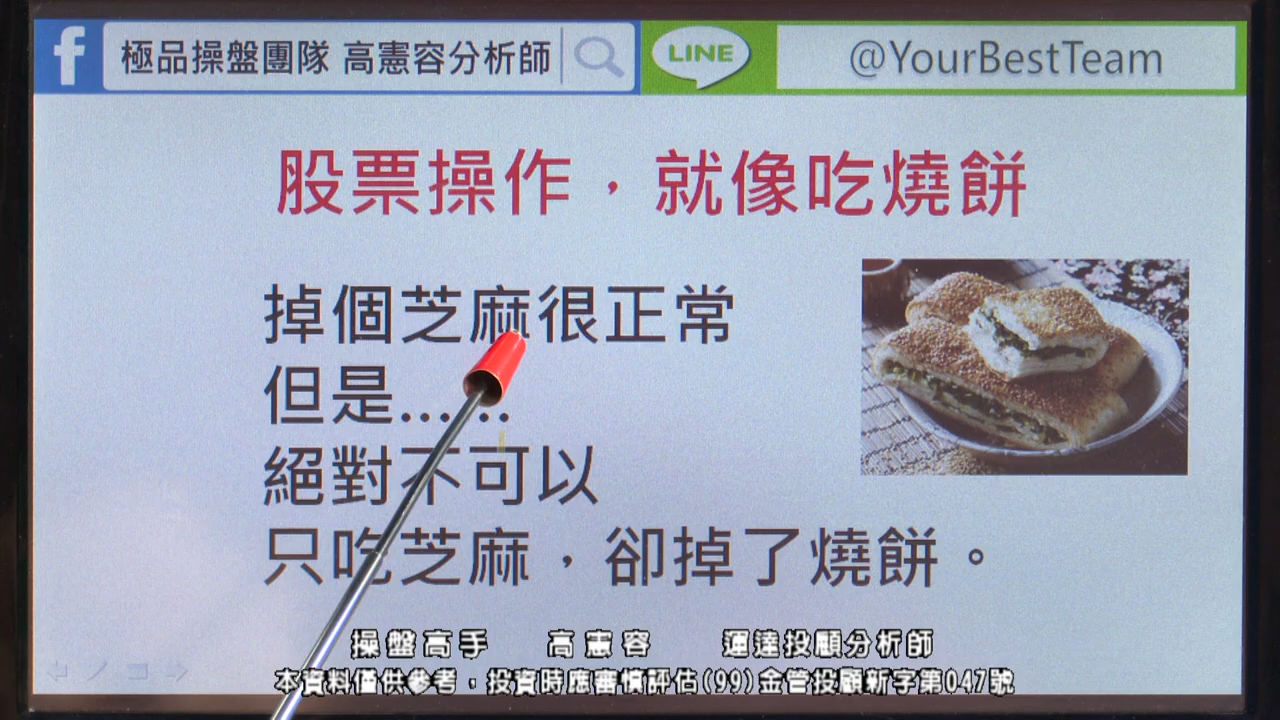 f 極品操盤團隊 高憲容分析師 LINE @YourBestTeam
股票操作，就像吃燒餅
掉個芝麻很正常
但是......
絕對不可以
只吃芝麻，卻掉了燒餅。
操盤高手 高憲容 運達投顧分析師
本資料僅供參考，投資時應審慎評估(99)金管投顧新字第047號